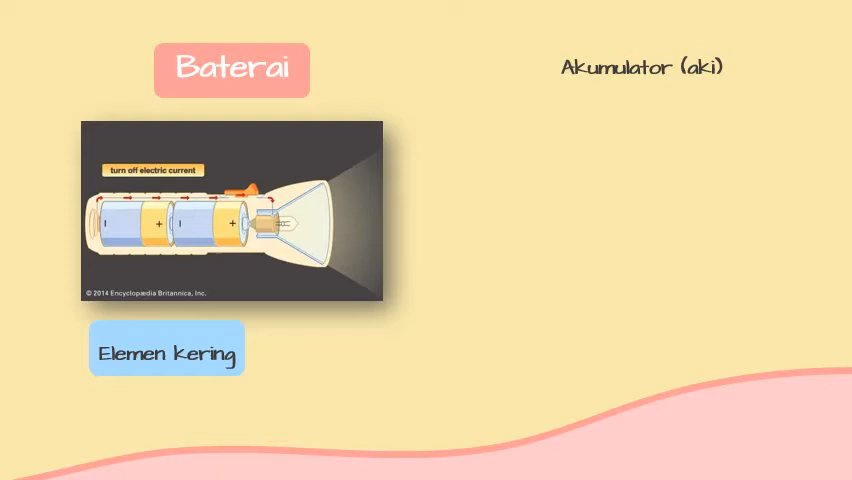 Baterai
Akumulator (aki)
turn off electric current
− + − +
© 2014 Encyclopædia Britannica, Inc.
Elemen kering